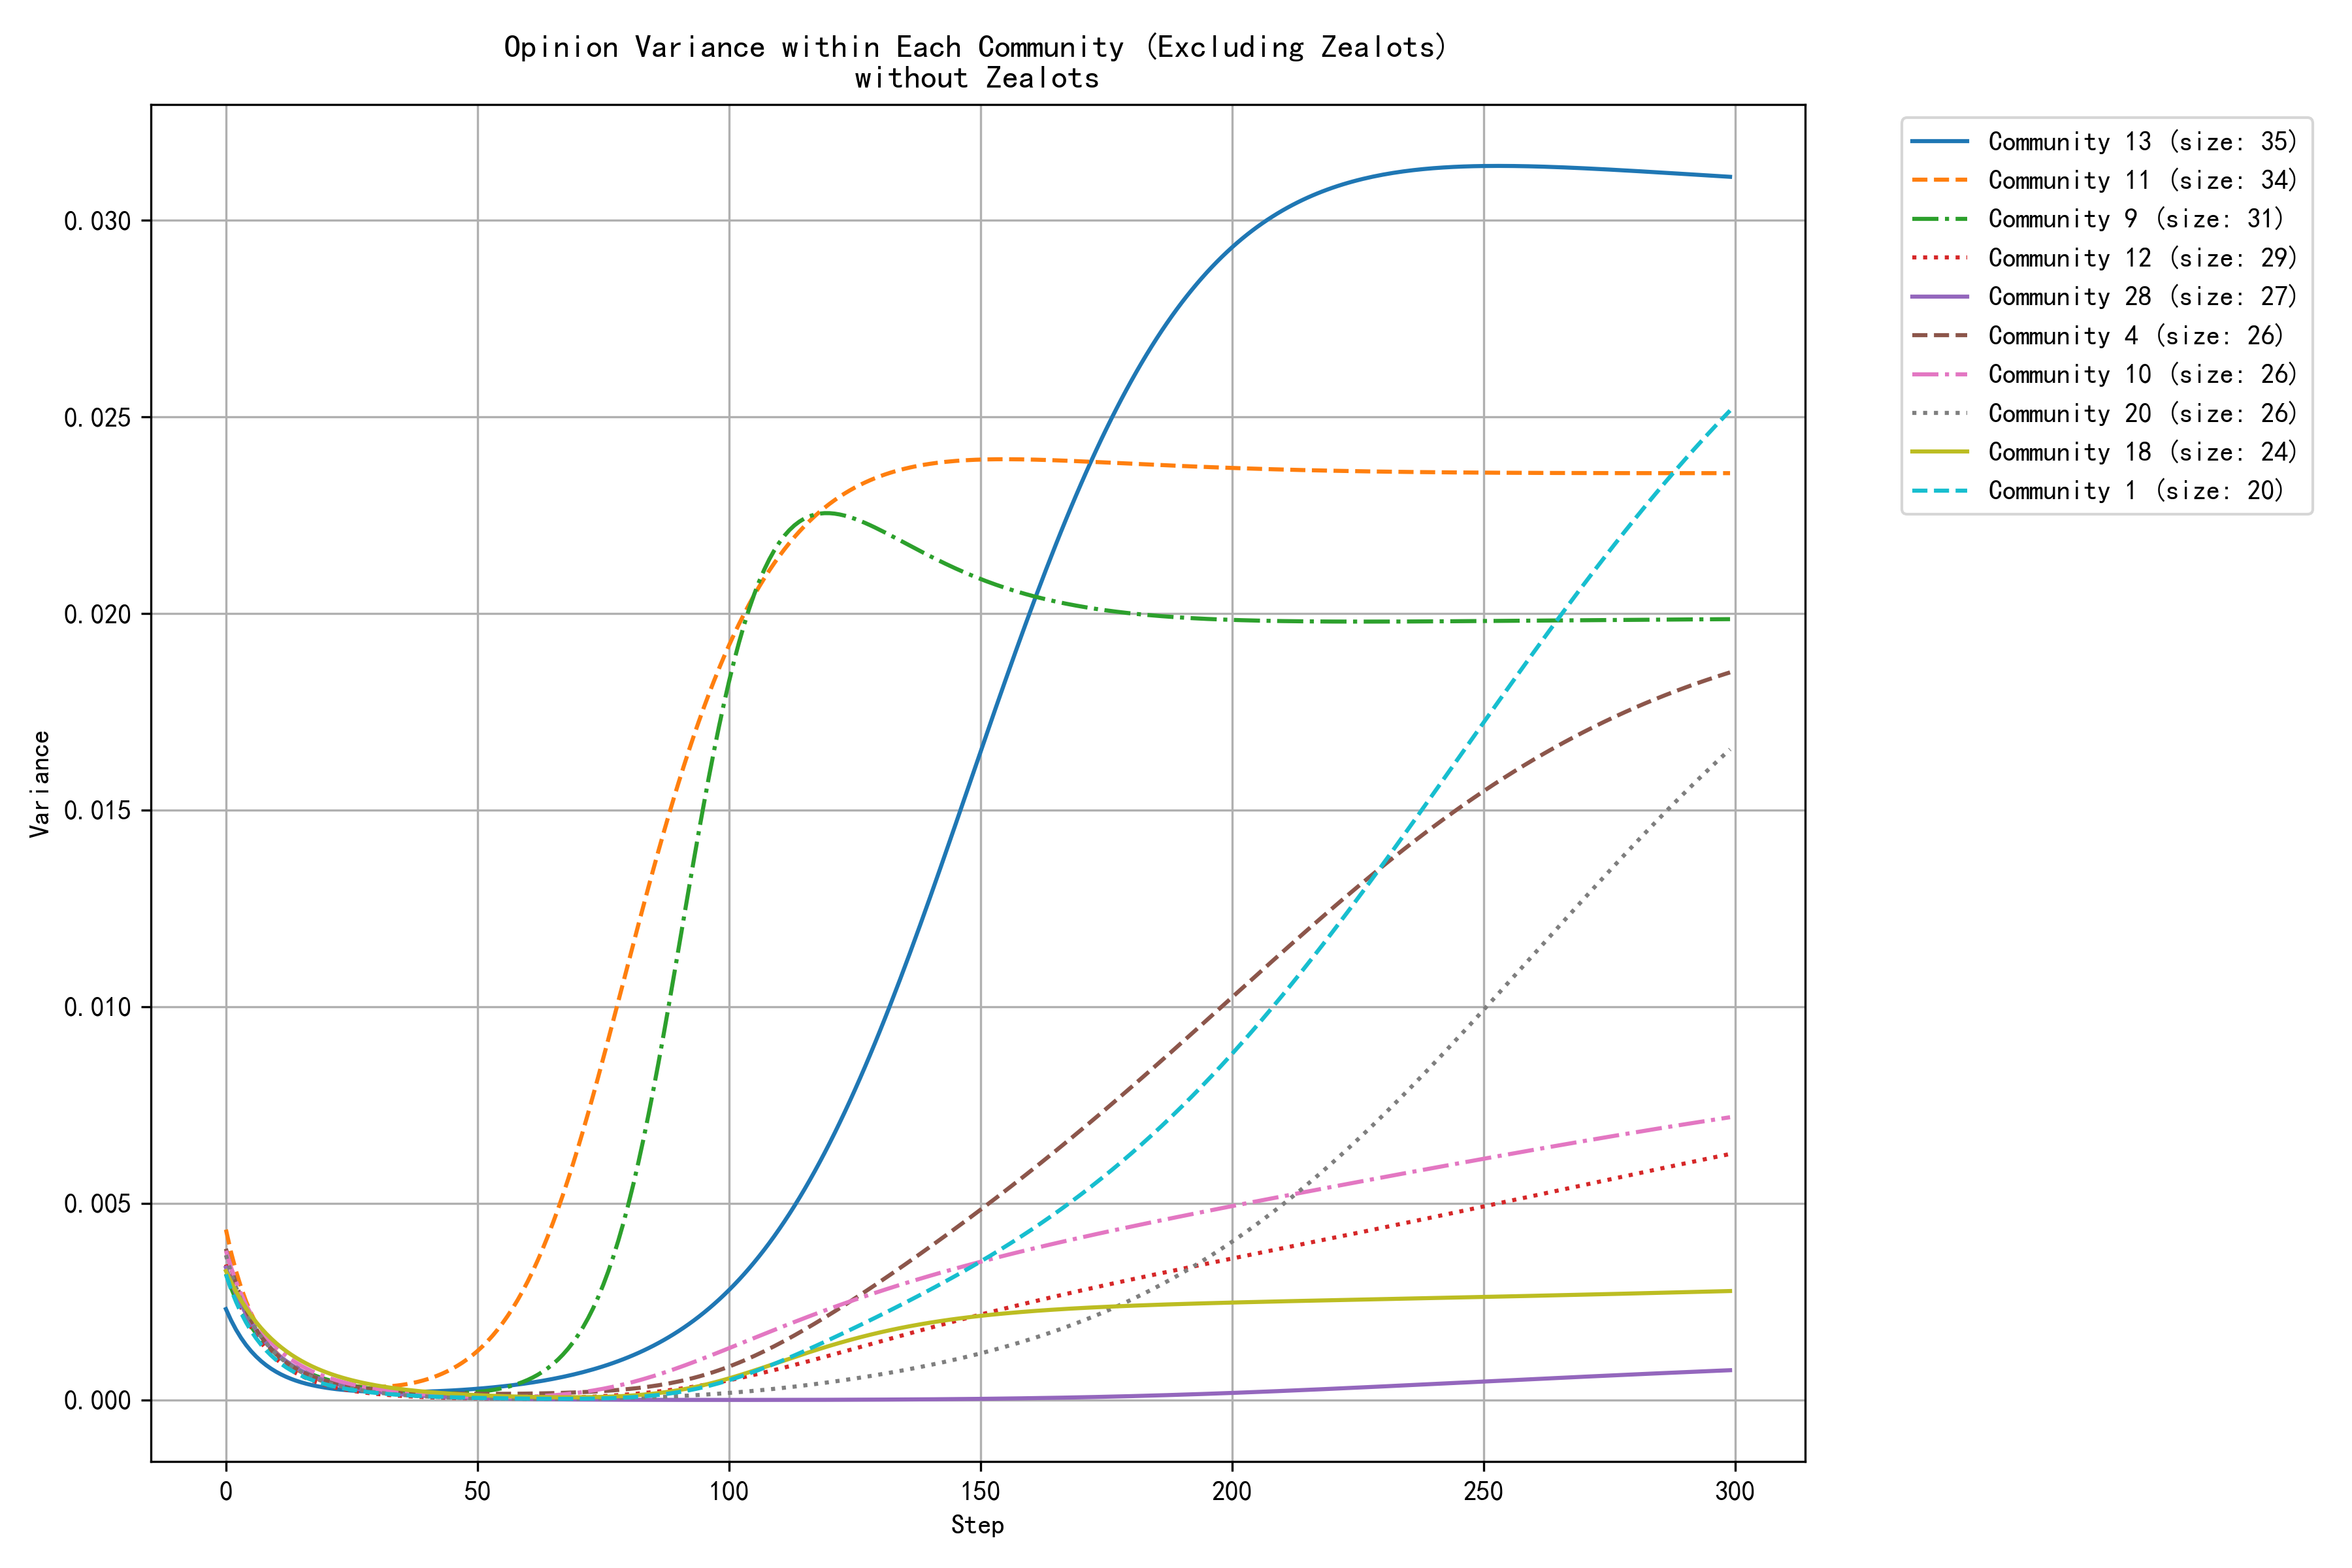 Opinion Variance within Each Community (Excluding Zealots)
without Zealots
Variance
0.030
0.025
0.020
0.015
0.010
0.005
0.000
0 50 100 150 200 250 300
Step
Community 13 (size: 35)
Community 11 (size: 34)
Community 9 (size: 31)
Community 12 (size: 29)
Community 28 (size: 27)
Community 4 (size: 26)
Community 10 (size: 26)
Community 20 (size: 26)
Community 18 (size: 24)
Community 1 (size: 20)